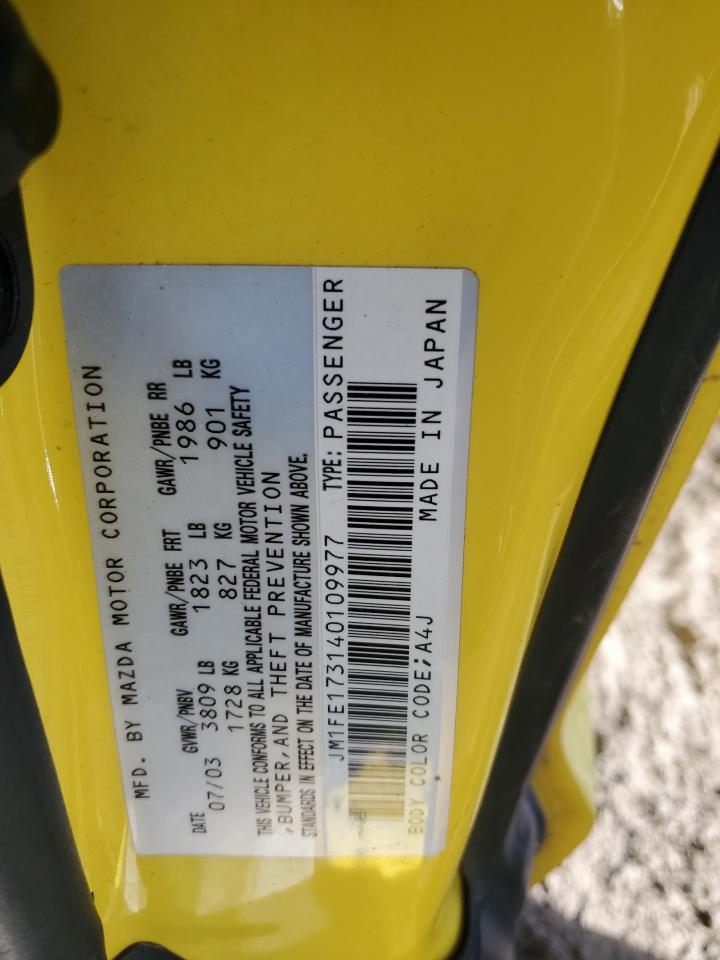 MFD. BY MAZDA MOTOR CORPORATION
DATE GVWR/PNBV GAWR/PNBE FRT GAWR/PNBE RR
07/03 3809 LB 1823 LB 1986 LB
1728 KG 827 KG 901 KG
THIS VEHICLE CONFORMS TO ALL APPLICABLE FEDERAL MOTOR VEHICLE SAFETY
,BUMPER,AND THEFT PREVENTION
STANDARDS IN EFFECT ON THE DATE OF MANUFACTURE SHOWN ABOVE.
JM1FE173140109977 TYPE: PASSENGER
BODY COLOR CODE;A4J MADE IN JAPAN